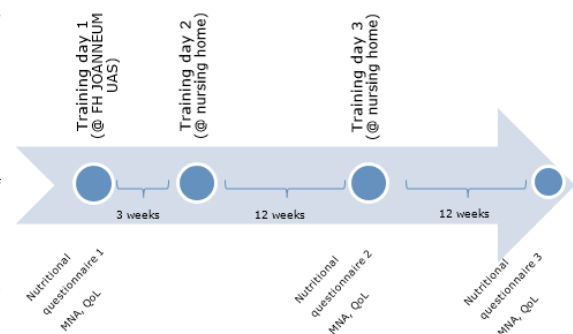 Training day 1
(@ FH JOANNEUM
UAS)
Training day 2
(@ nursing home)
Training day 3
(@ nursing home)
3 weeks
12 weeks
12 weeks
Nutritional
questionnaire 1
MNA, QoL
Nutritional
questionnaire 2
MNA, QoL
Nutritional
questionnaire 3
MNA, QoL